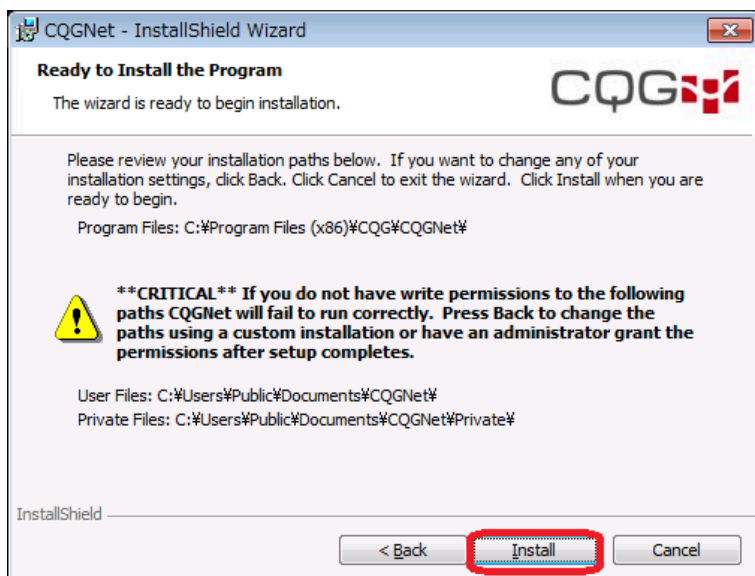 CQGNet - InstallShield Wizard
Ready to Install the Program
The wizard is ready to begin installation.
CQG
Please review your installation paths below. If you want to change any of your
installation settings, click Back. Click Cancel to exit the wizard. Click Install when you are
ready to begin.
Program Files: C:¥Program Files (x86)¥CQG¥CQGNet¥
**CRITICAL** If you do not have write permissions to the following
paths CQGNet will fail to run correctly. Press Back to change the
paths using a custom installation or have an administrator grant the
permissions after setup completes.
User Files: C:¥Users¥Public¥Documents¥CQGNet¥
Private Files: C:¥Users¥Public¥Documents¥CQGNet¥Private¥
InstallShield
< Back Install Cancel